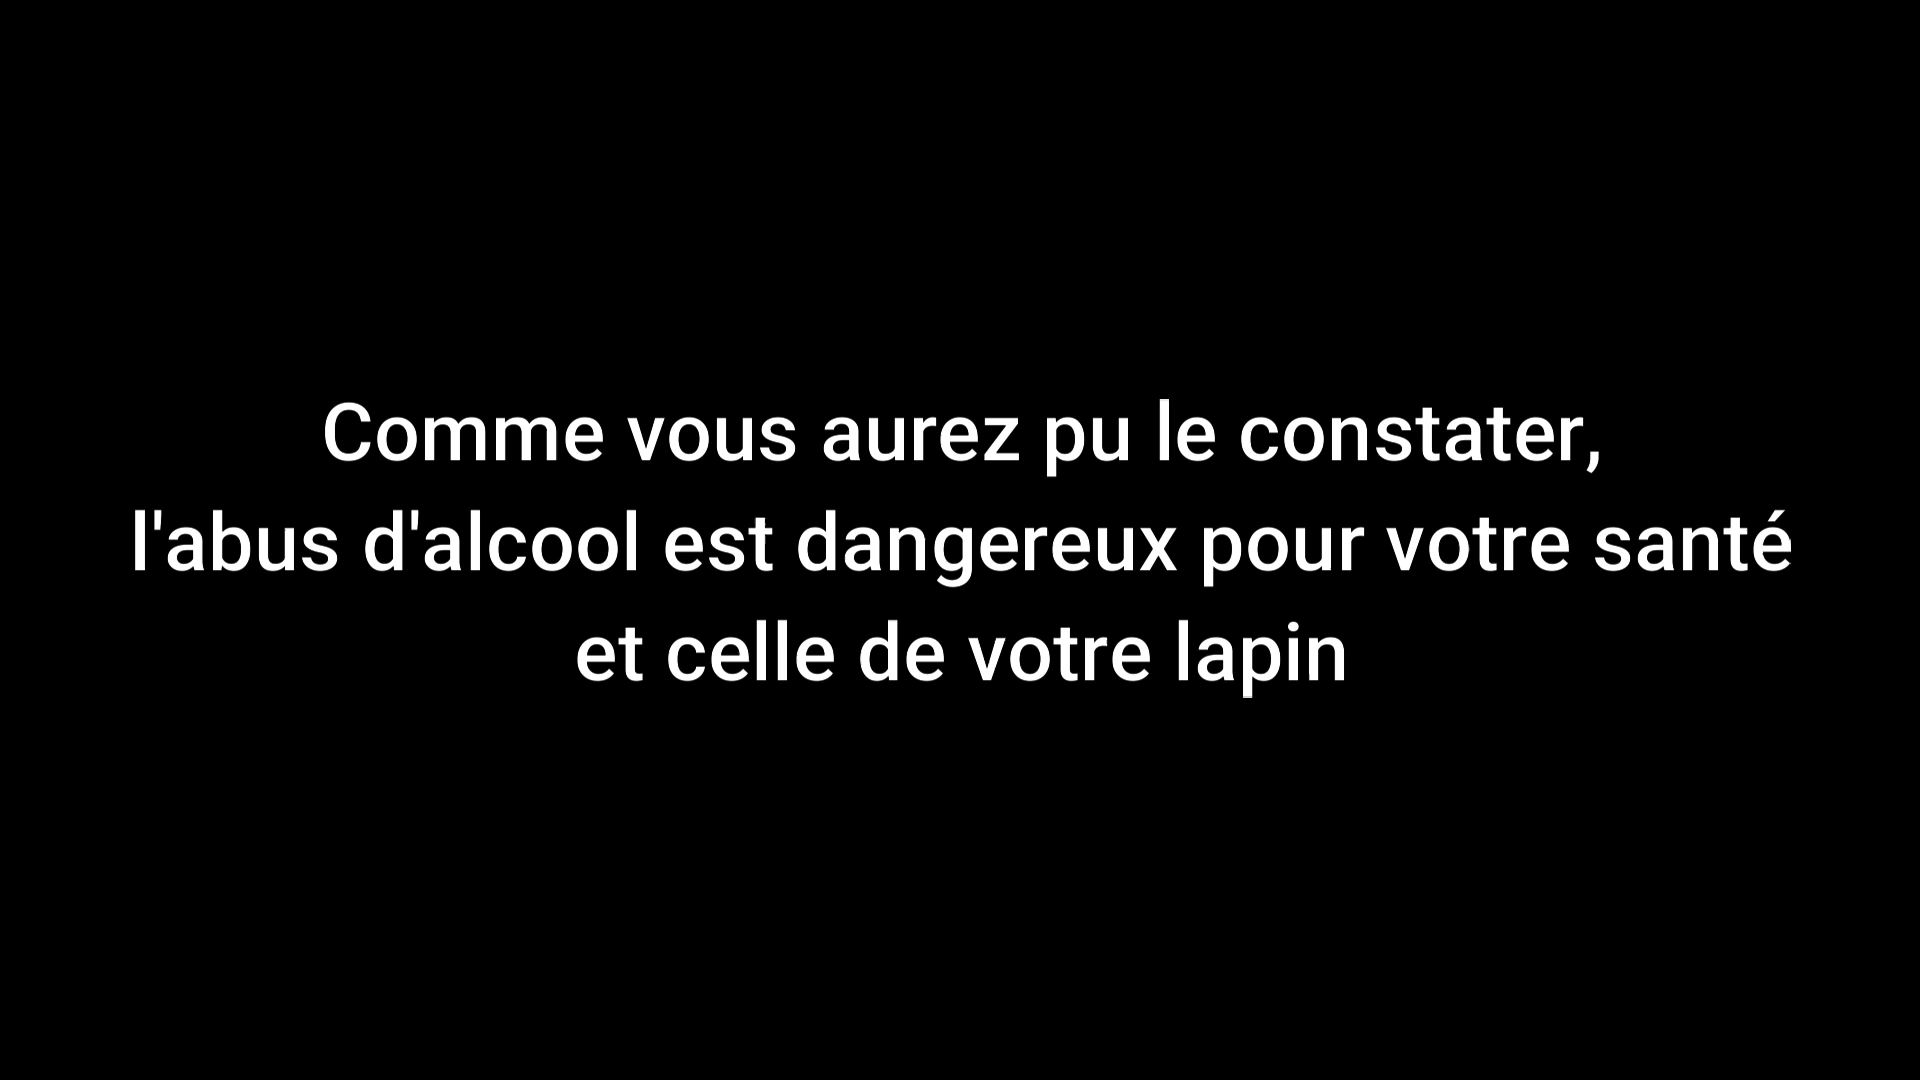 Comme vous aurez pu le constater,
l'abus d'alcool est dangereux pour votre santé
et celle de votre lapin